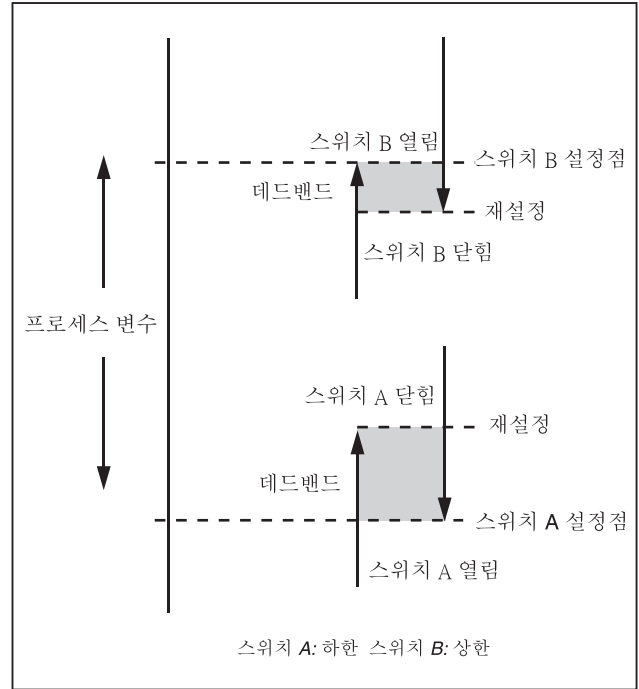 스위치 B 열림
스위치 B 설정점
데드밴드
재설정
스위치 B 닫힘
프로세스 변수
스위치 A 닫힘
재설정
데드밴드
스위치 A 설정점
스위치 A 열림
스위치 A: 하한 스위치 B: 상한